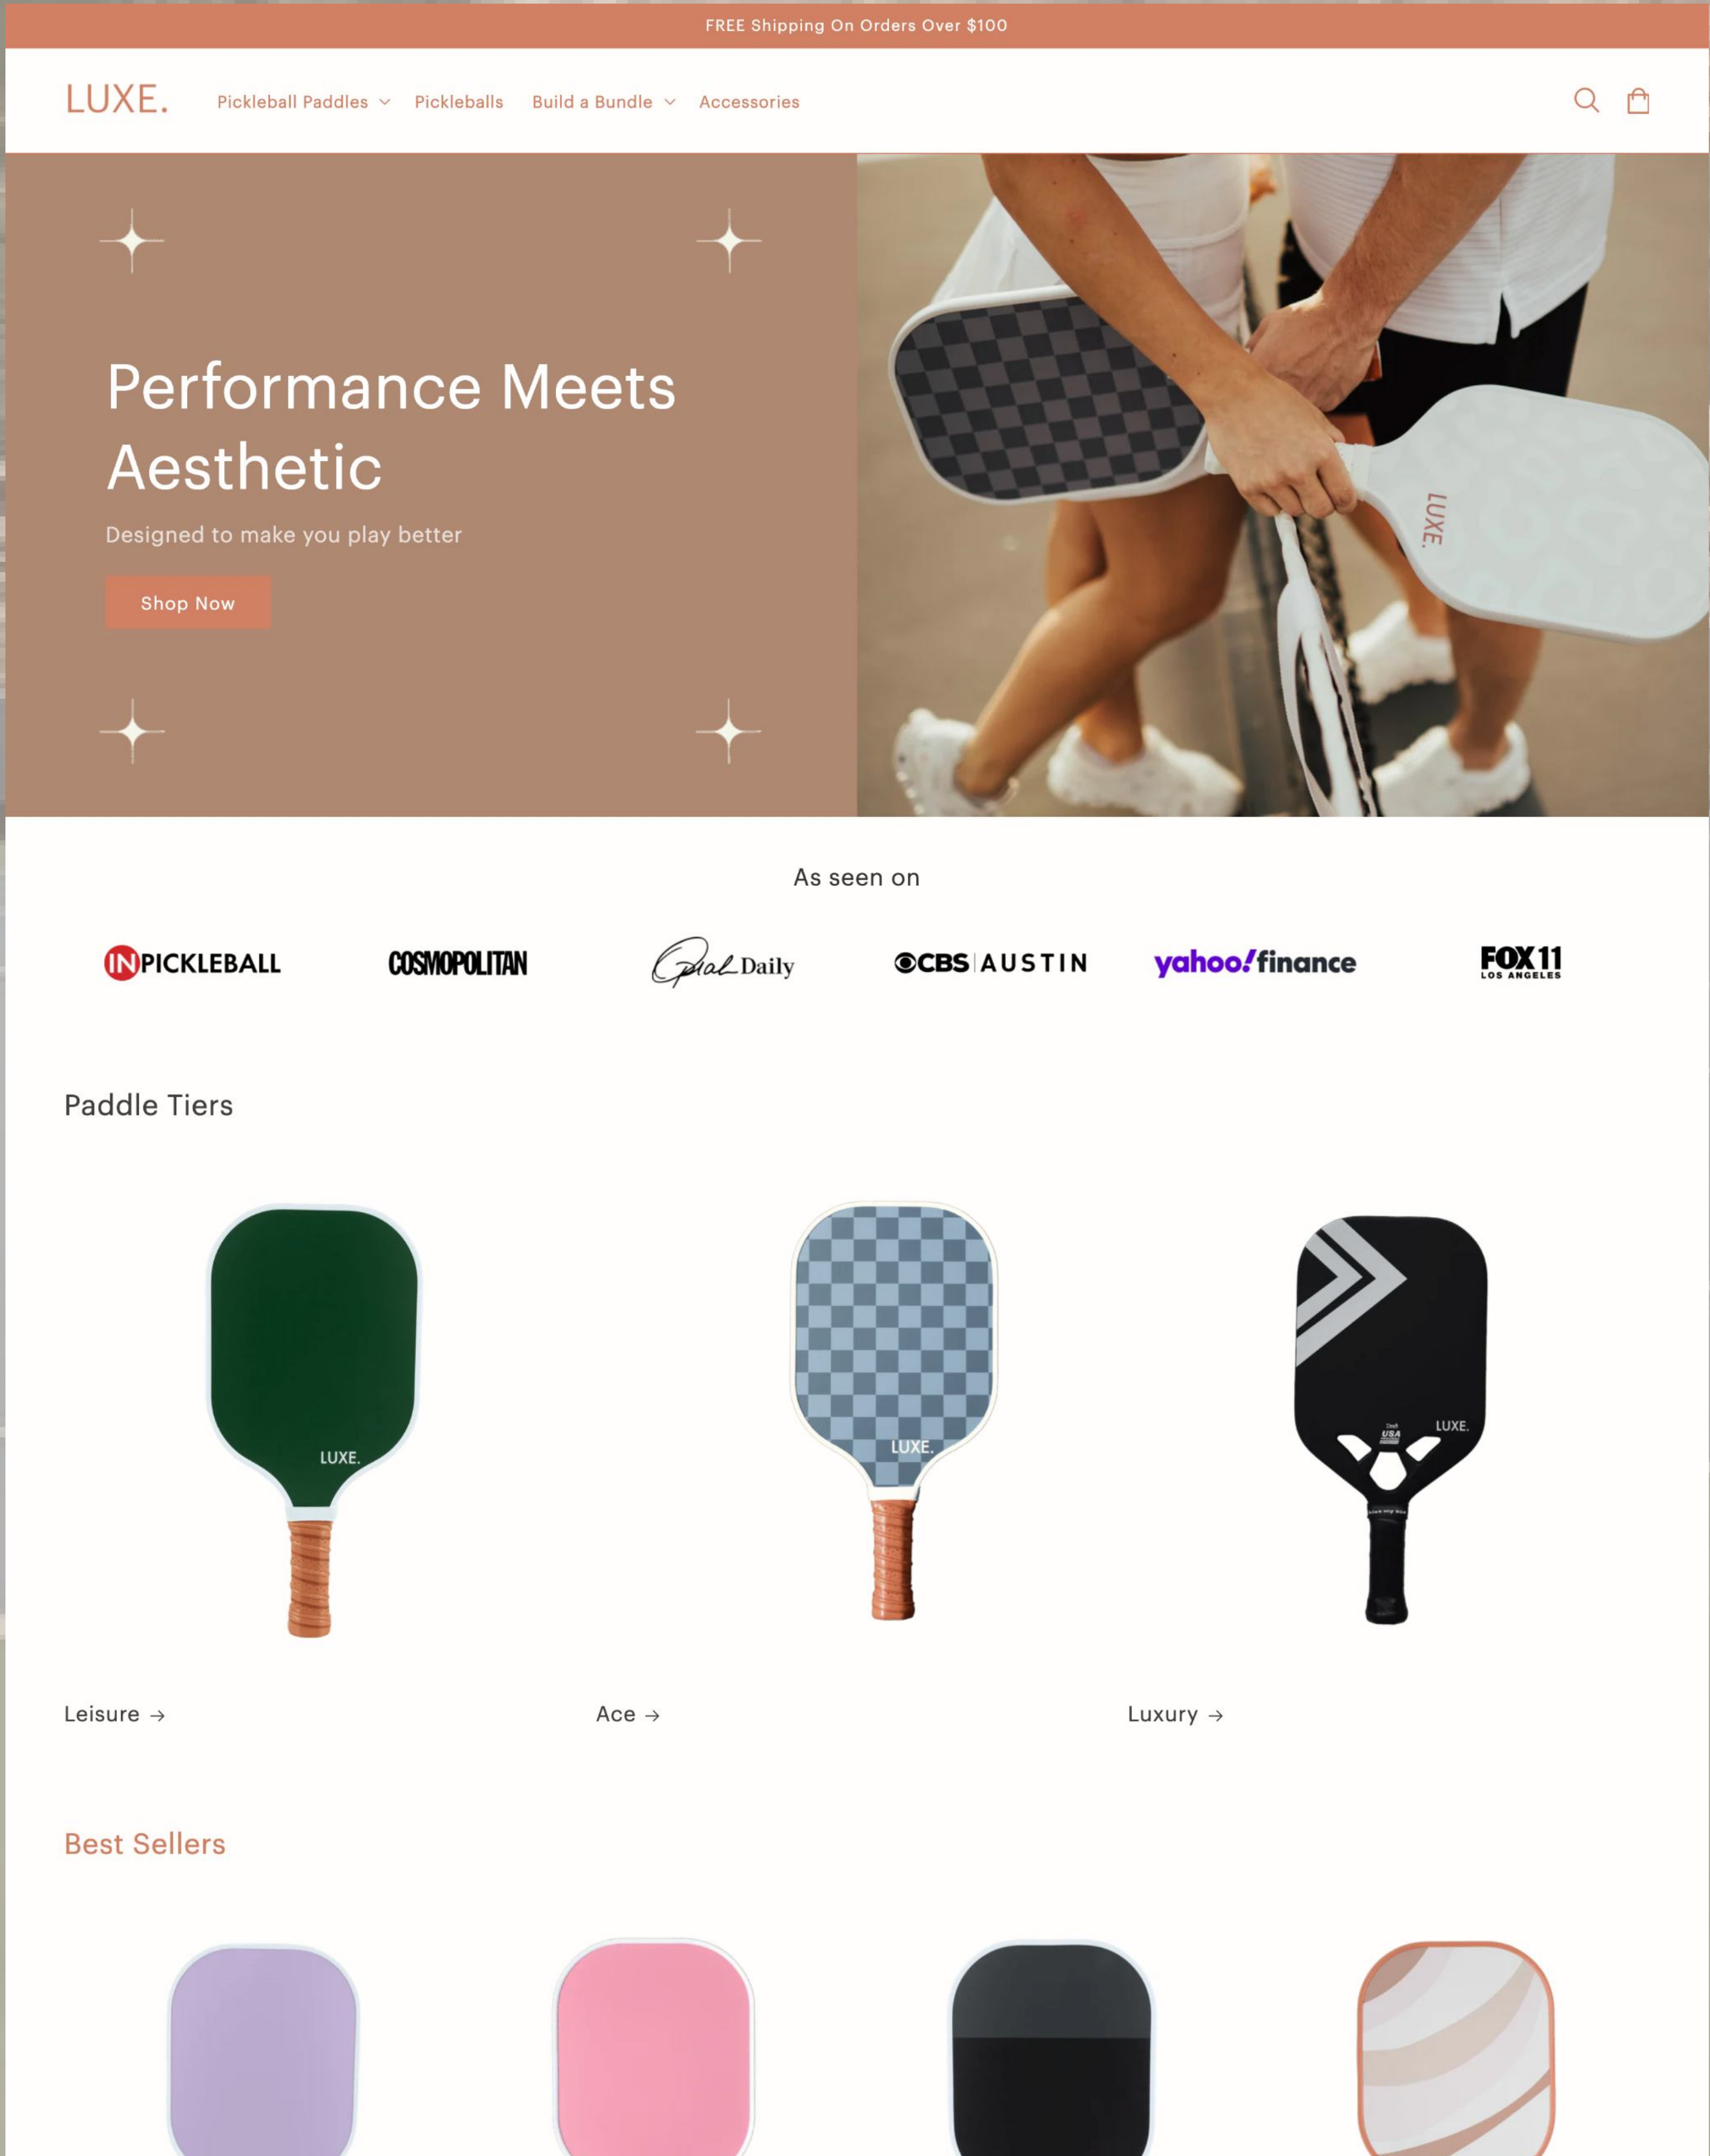 FREE Shipping On Orders Over $100
LUXE.
Pickleball Paddles
Pickleballs
Build a Bundle
Accessories
Performance Meets
Aesthetic
Designed to make you play better
Shop Now
LUXE.
As seen on
INPICKLEBALL
COSMOPOLITAN
Oprah Daily
CBS AUSTIN
yahoo!finance
FOX 11
LOS ANGELES
Paddle Tiers
LUXE.
LUXE.
USA
LUXE.
Leisure →
Ace →
Luxury →
Best Sellers